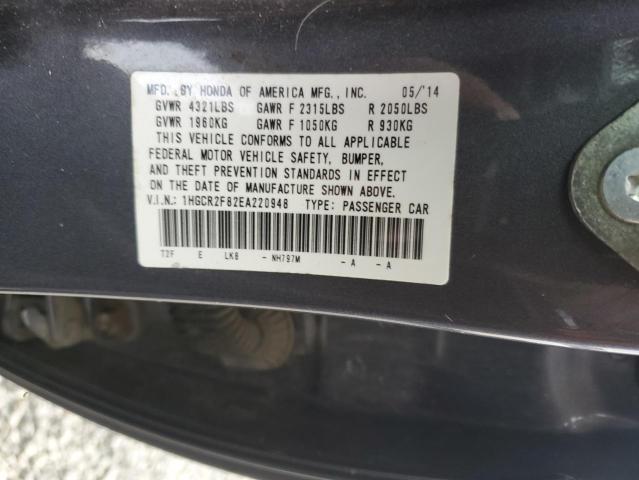 MFD. BY HONDA OF AMERICA MFG., INC. 05/'14
GVWR 4321LBS GAWR F 2315LBS R 2050LBS
GVWR 1960KG GAWR F 1050KG R 930KG
THIS VEHICLE CONFORMS TO ALL APPLICABLE
FEDERAL MOTOR VEHICLE SAFETY, BUMPER,
AND THEFT PREVENTION STANDARDS IN EFFECT
ON THE DATE OF MANUFACTURE SHOWN ABOVE.
V.I.N.: 1HGCR2F82EA220948 TYPE: PASSENGER CAR
T2F E LK8 - NH797M - A - A